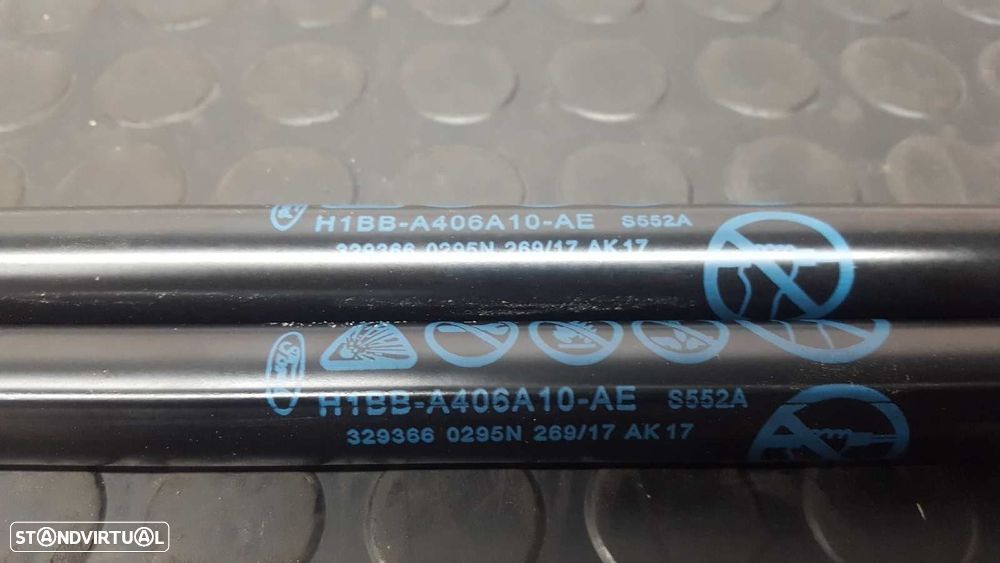 H1BB-A406A10-AE S552A
329366 0295N 269/17 AK17
Ford
H1BB-A406A10-AE S552A
329366 0295N 269/17 AK17
STANDVIRTUAL